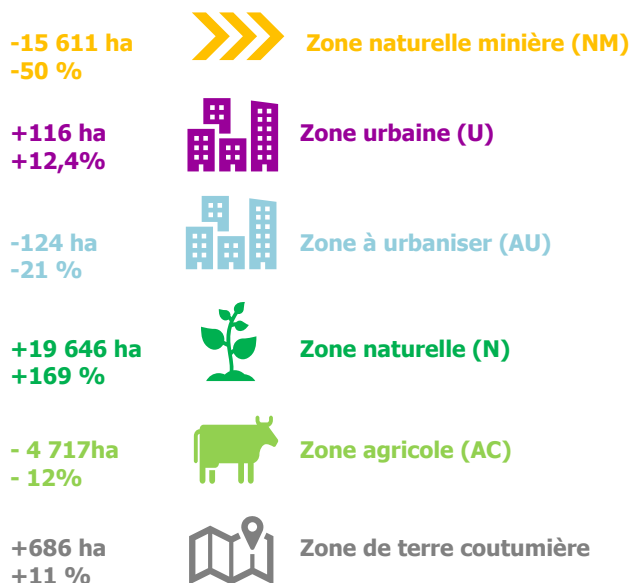 -15 611 ha
-50 %
Zone naturelle minière (NM)
+116 ha
+12,4%
Zone urbaine (U)
-124 ha
-21 %
Zone à urbaniser (AU)
+19 646 ha
+169 %
Zone naturelle (N)
- 4 717ha
- 12%
Zone agricole (AC)
+686 ha
+11 %
Zone de terre coutumière